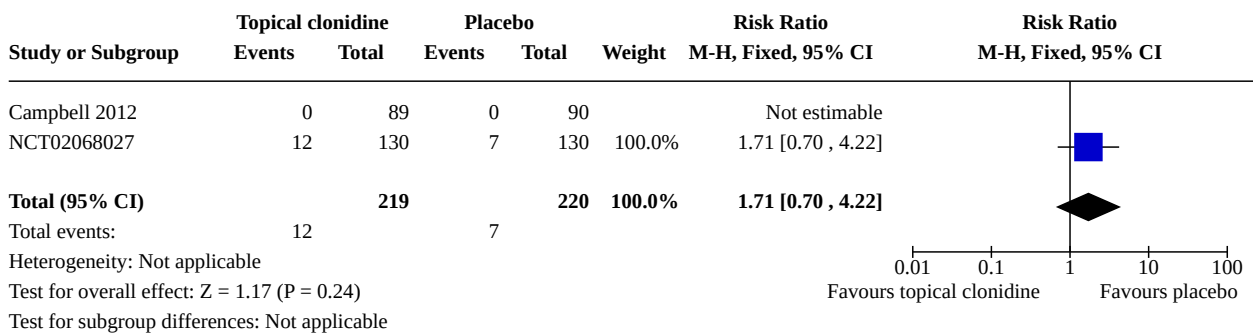 Topical clonidine Placebo Risk Ratio Risk Ratio
Study or Subgroup Events Total Events Total Weight M-H, Fixed, 95% CI M-H, Fixed, 95% CI
Campbell 2012 0 89 0 90 Not estimable
NCT02068027 12 130 7 130 100.0% 1.71 [0.70 , 4.22]
Total (95% CI) 219 220 100.0% 1.71 [0.70 , 4.22]
Total events: 12 7
Heterogeneity: Not applicable 0.01 0.1 1 10 100
Test for overall effect: Z = 1.17 (P = 0.24) Favours topical clonidine Favours placebo
Test for subgroup differences: Not applicable